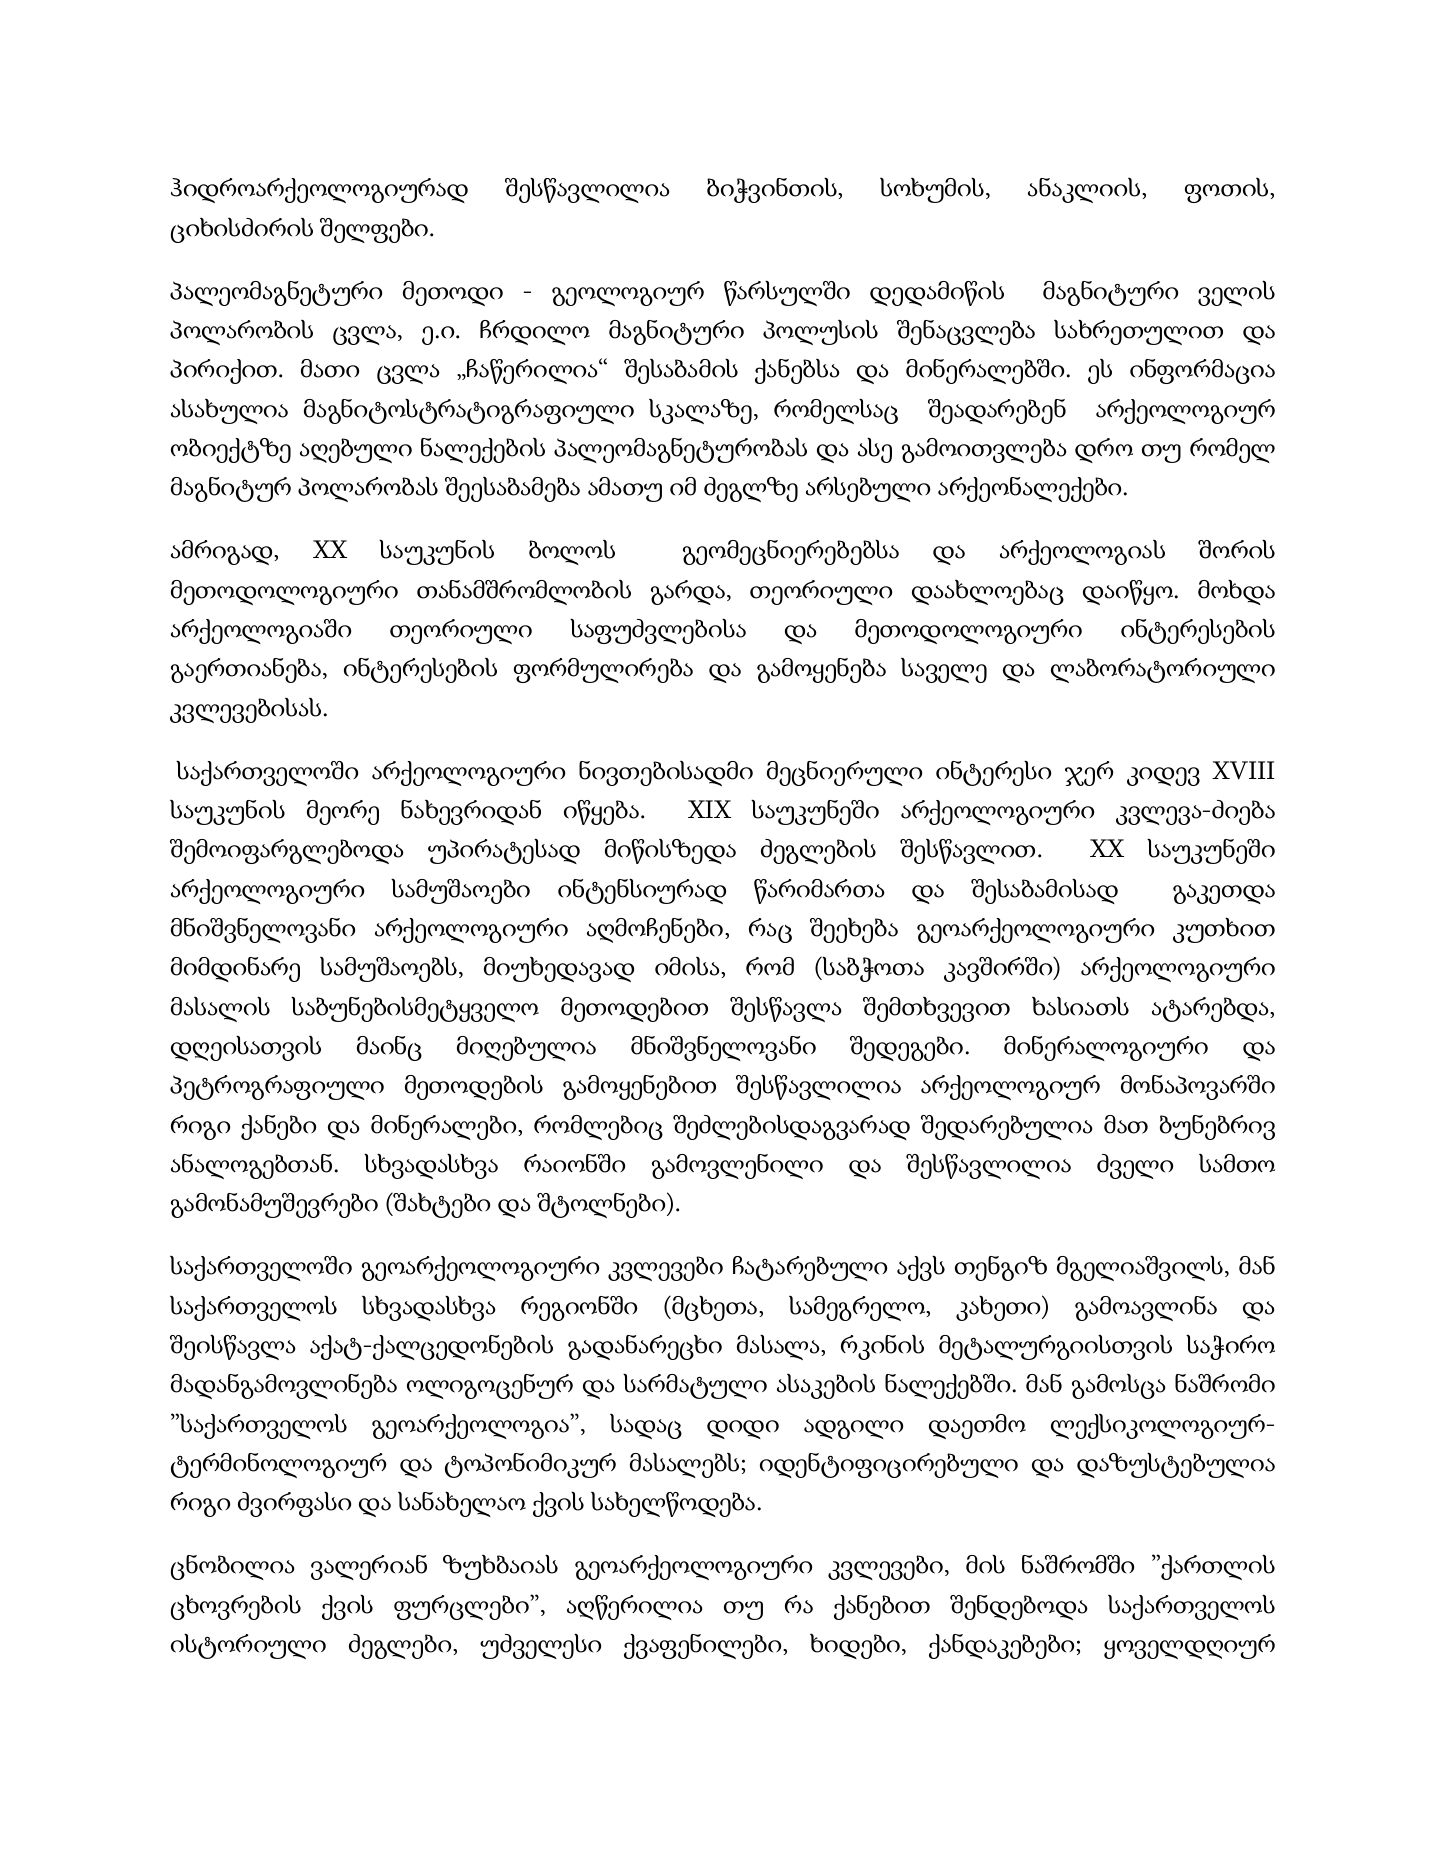 ჰიდროარქეოლოგიურად შესწავლილია ბიჭვინთის, სოხუმის, ანაკლიის, ფოთის,
ციხისძირის შელფები.
პალეომაგნეტური მეთოდი - გეოლოგიურ წარსულში დედამიწის მაგნიტური ველის
პოლარობის ცვლა, ე.ი. ჩრდილო მაგნიტური პოლუსის შენაცვლება სახრეთულით და
პირიქით. მათი ცვლა „ჩაწერილია“ შესაბამის ქანებსა და მინერალებში. ეს ინფორმაცია
ასახულია მაგნიტოსტრატიგრაფიული სკალაზე, რომელსაც შეადარებენ არქეოლოგიურ
ობიექტზე აღებული ნალექების პალეომაგნეტურობას და ასე გამოითვლება დრო თუ რომელ
მაგნიტურ პოლარობას შეესაბამება ამათუ იმ ძეგლზე არსებული არქეონალექები.
ამრიგად, XX საუკუნის ბოლოს გეომეცნიერებებსა და არქეოლოგიას შორის
მეთოდოლოგიური თანამშრომლობის გარდა, თეორიული დაახლოებაც დაიწყო. მოხდა
არქეოლოგიაში თეორიული საფუძვლებისა და მეთოდოლოგიური ინტერესების
გაერთიანება, ინტერესების ფორმულირება და გამოყენება საველე და ლაბორატორიული
კვლევებისას.
საქართველოში არქეოლოგიური ნივთებისადმი მეცნიერული ინტერესი ჯერ კიდევ XVIII
საუკუნის მეორე ნახევრიდან იწყება. XIX საუკუნეში არქეოლოგიური კვლევა-ძიება
შემოიფარგლებოდა უპირატესად მიწისზედა ძეგლების შესწავლით. XX საუკუნეში
არქეოლოგიური სამუშაოები ინტენსიურად წარიმართა და შესაბამისად გაკეთდა
მნიშვნელოვანი არქეოლოგიური აღმოჩენები, რაც შეეხება გეოარქეოლოგიური კუთხით
მიმდინარე სამუშაოებს, მიუხედავად იმისა, რომ (საბჭოთა კავშირში) არქეოლოგიური
მასალის საბუნებისმეტყველო მეთოდებით შესწავლა შემთხვევით ხასიათს ატარებდა,
დღეისათვის მაინც მიღებულია მნიშვნელოვანი შედეგები. მინერალოგიური და
პეტროგრაფიული მეთოდების გამოყენებით შესწავლილია არქეოლოგიურ მონაპოვარში
რიგი ქანები და მინერალები, რომლებიც შეძლებისდაგვარად შედარებულია მათ ბუნებრივ
ანალოგებთან. სხვადასხვა რაიონში გამოვლენილი და შესწავლილია ძველი სამთო
გამონამუშევრები (შახტები და შტოლნები).
საქართველოში გეოარქეოლოგიური კვლევები ჩატარებული აქვს თენგიზ მგელიაშვილს, მან
საქართველოს სხვადასხვა რეგიონში (მცხეთა, სამეგრელო, კახეთი) გამოავლინა და
შეისწავლა აქატ-ქალცედონების გადანარეცხი მასალა, რკინის მეტალურგიისთვის საჭირო
მადანგამოვლინება ოლიგოცენურ და სარმატული ასაკების ნალექებში. მან გამოსცა ნაშრომი
”საქართველოს გეოარქეოლოგია”, სადაც დიდი ადგილი დაეთმო ლექსიკოლოგიურ-
ტერმინოლოგიურ და ტოპონიმიკურ მასალებს; იდენტიფიცირებული და დაზუსტებულია
რიგი ძვირფასი და სანახელაო ქვის სახელწოდება.
ცნობილია ვალერიან ზუხბაიას გეოარქეოლოგიური კვლევები, მის ნაშრომში ”ქართლის
ცხოვრების ქვის ფურცლები”, აღწერილია თუ რა ქანებით შენდებოდა საქართველოს
ისტორიული ძეგლები, უძველესი ქვაფენილები, ხიდები, ქანდაკებები; ყოველდღიურ